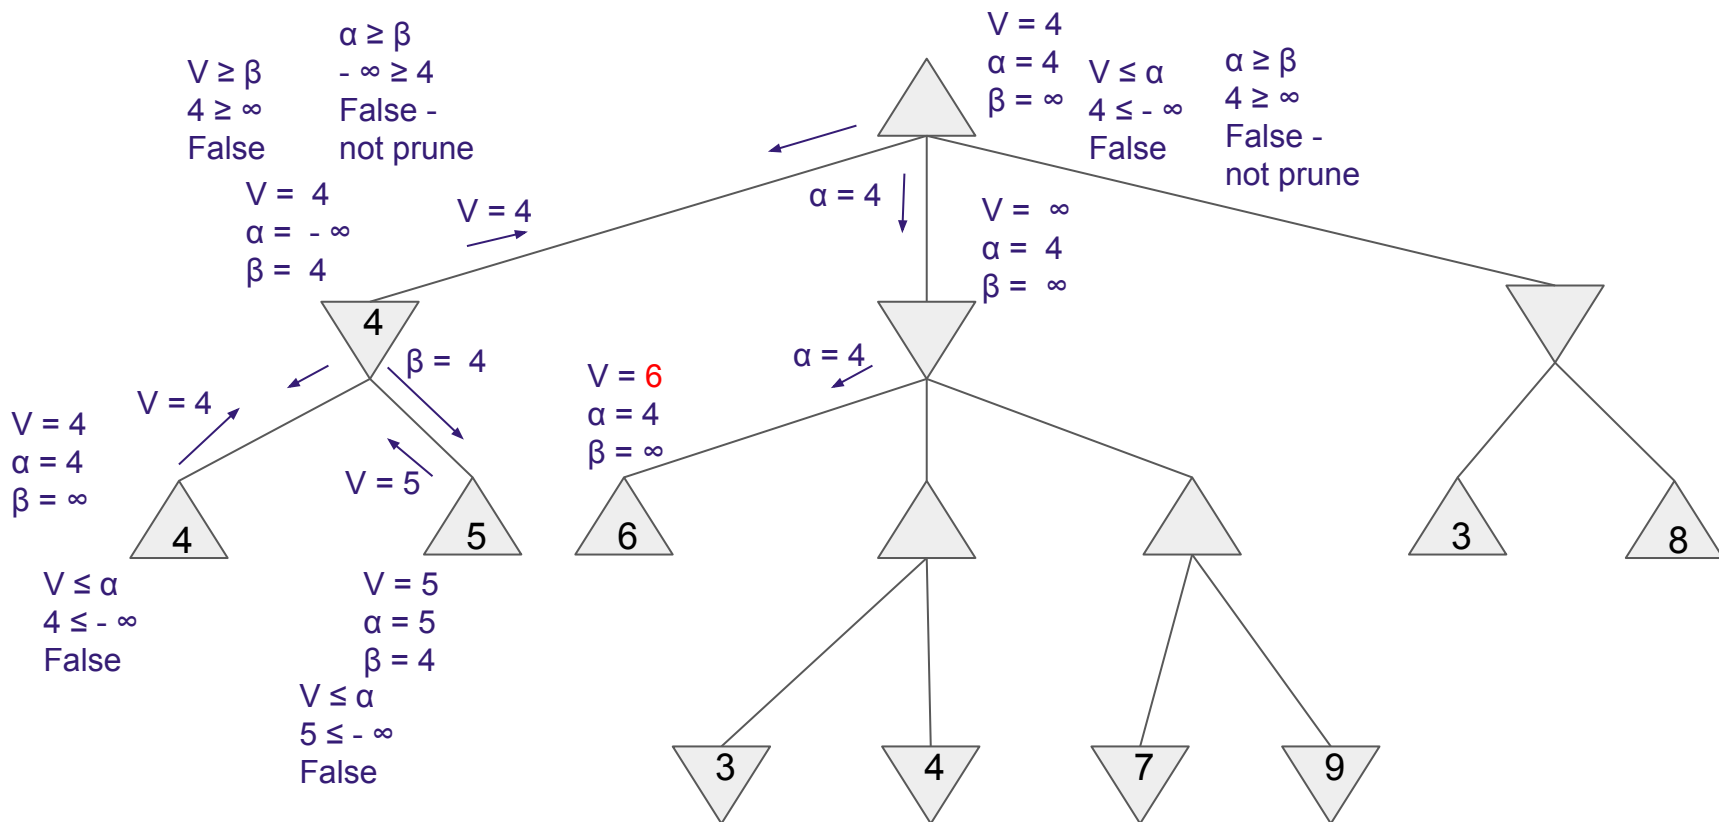 V ≥ β
4 ≥ ∞
False
α ≥ β
- ∞ ≥ 4
False -
not prune
V = 4
α = 4
β = ∞
V ≤ α
4 ≤ - ∞
False
α ≥ β
4 ≥ ∞
False -
not prune
V = 4
α = - ∞
β = 4
V = 4
α = 4
V = ∞
α = 4
β = ∞
4
β = 4
α = 4
V = 4
V = 4
α = 4
β = ∞
V = 5
V = 6
α = 4
β = ∞
4
5
6
3
8
V ≤ α
4 ≤ - ∞
False
V = 5
α = 5
β = 4
V ≤ α
5 ≤ - ∞
False
3
4
7
9